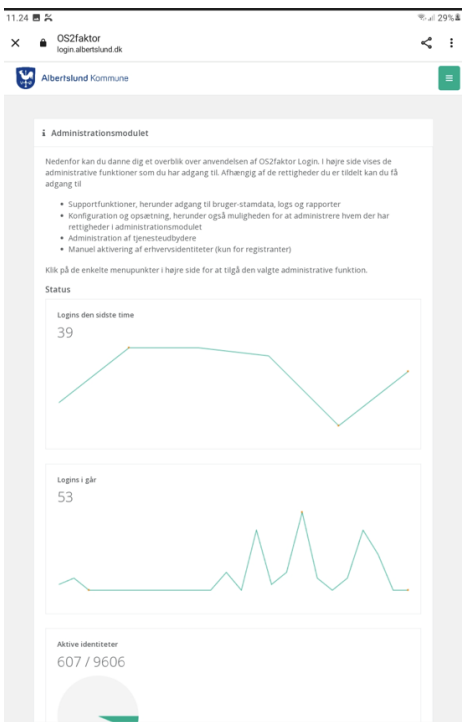 11.24
29%
OS2faktor
login.albertslund.dk
Albertslund Kommune
Administrationsmodulet
Nedenfor kan du danne dig et overblik over anvendelsen af OS2faktor Login. I højre side vises de
administrative funktioner som du har adgang til. Afhængig af de rettigheder du er tildelt kan du få
adgang til
• Supportfunktioner, herunder adgang til bruger-stamdata, logs og rapporter
• Konfiguration og opsætning, herunder også muligheden for at administrere hvem der har
rettigheder i administrationsmodulet
• Administration af tjenesteudbydere
• Manuel aktivering af erhvervsidentiteter (kun for registranter)
Klik på de enkelte menupunkter i højre side for at tilgå den valgte administrative funktion.
Status
Logins den sidste time
39
Logins i går
53
Aktive identiteter
607 / 9606